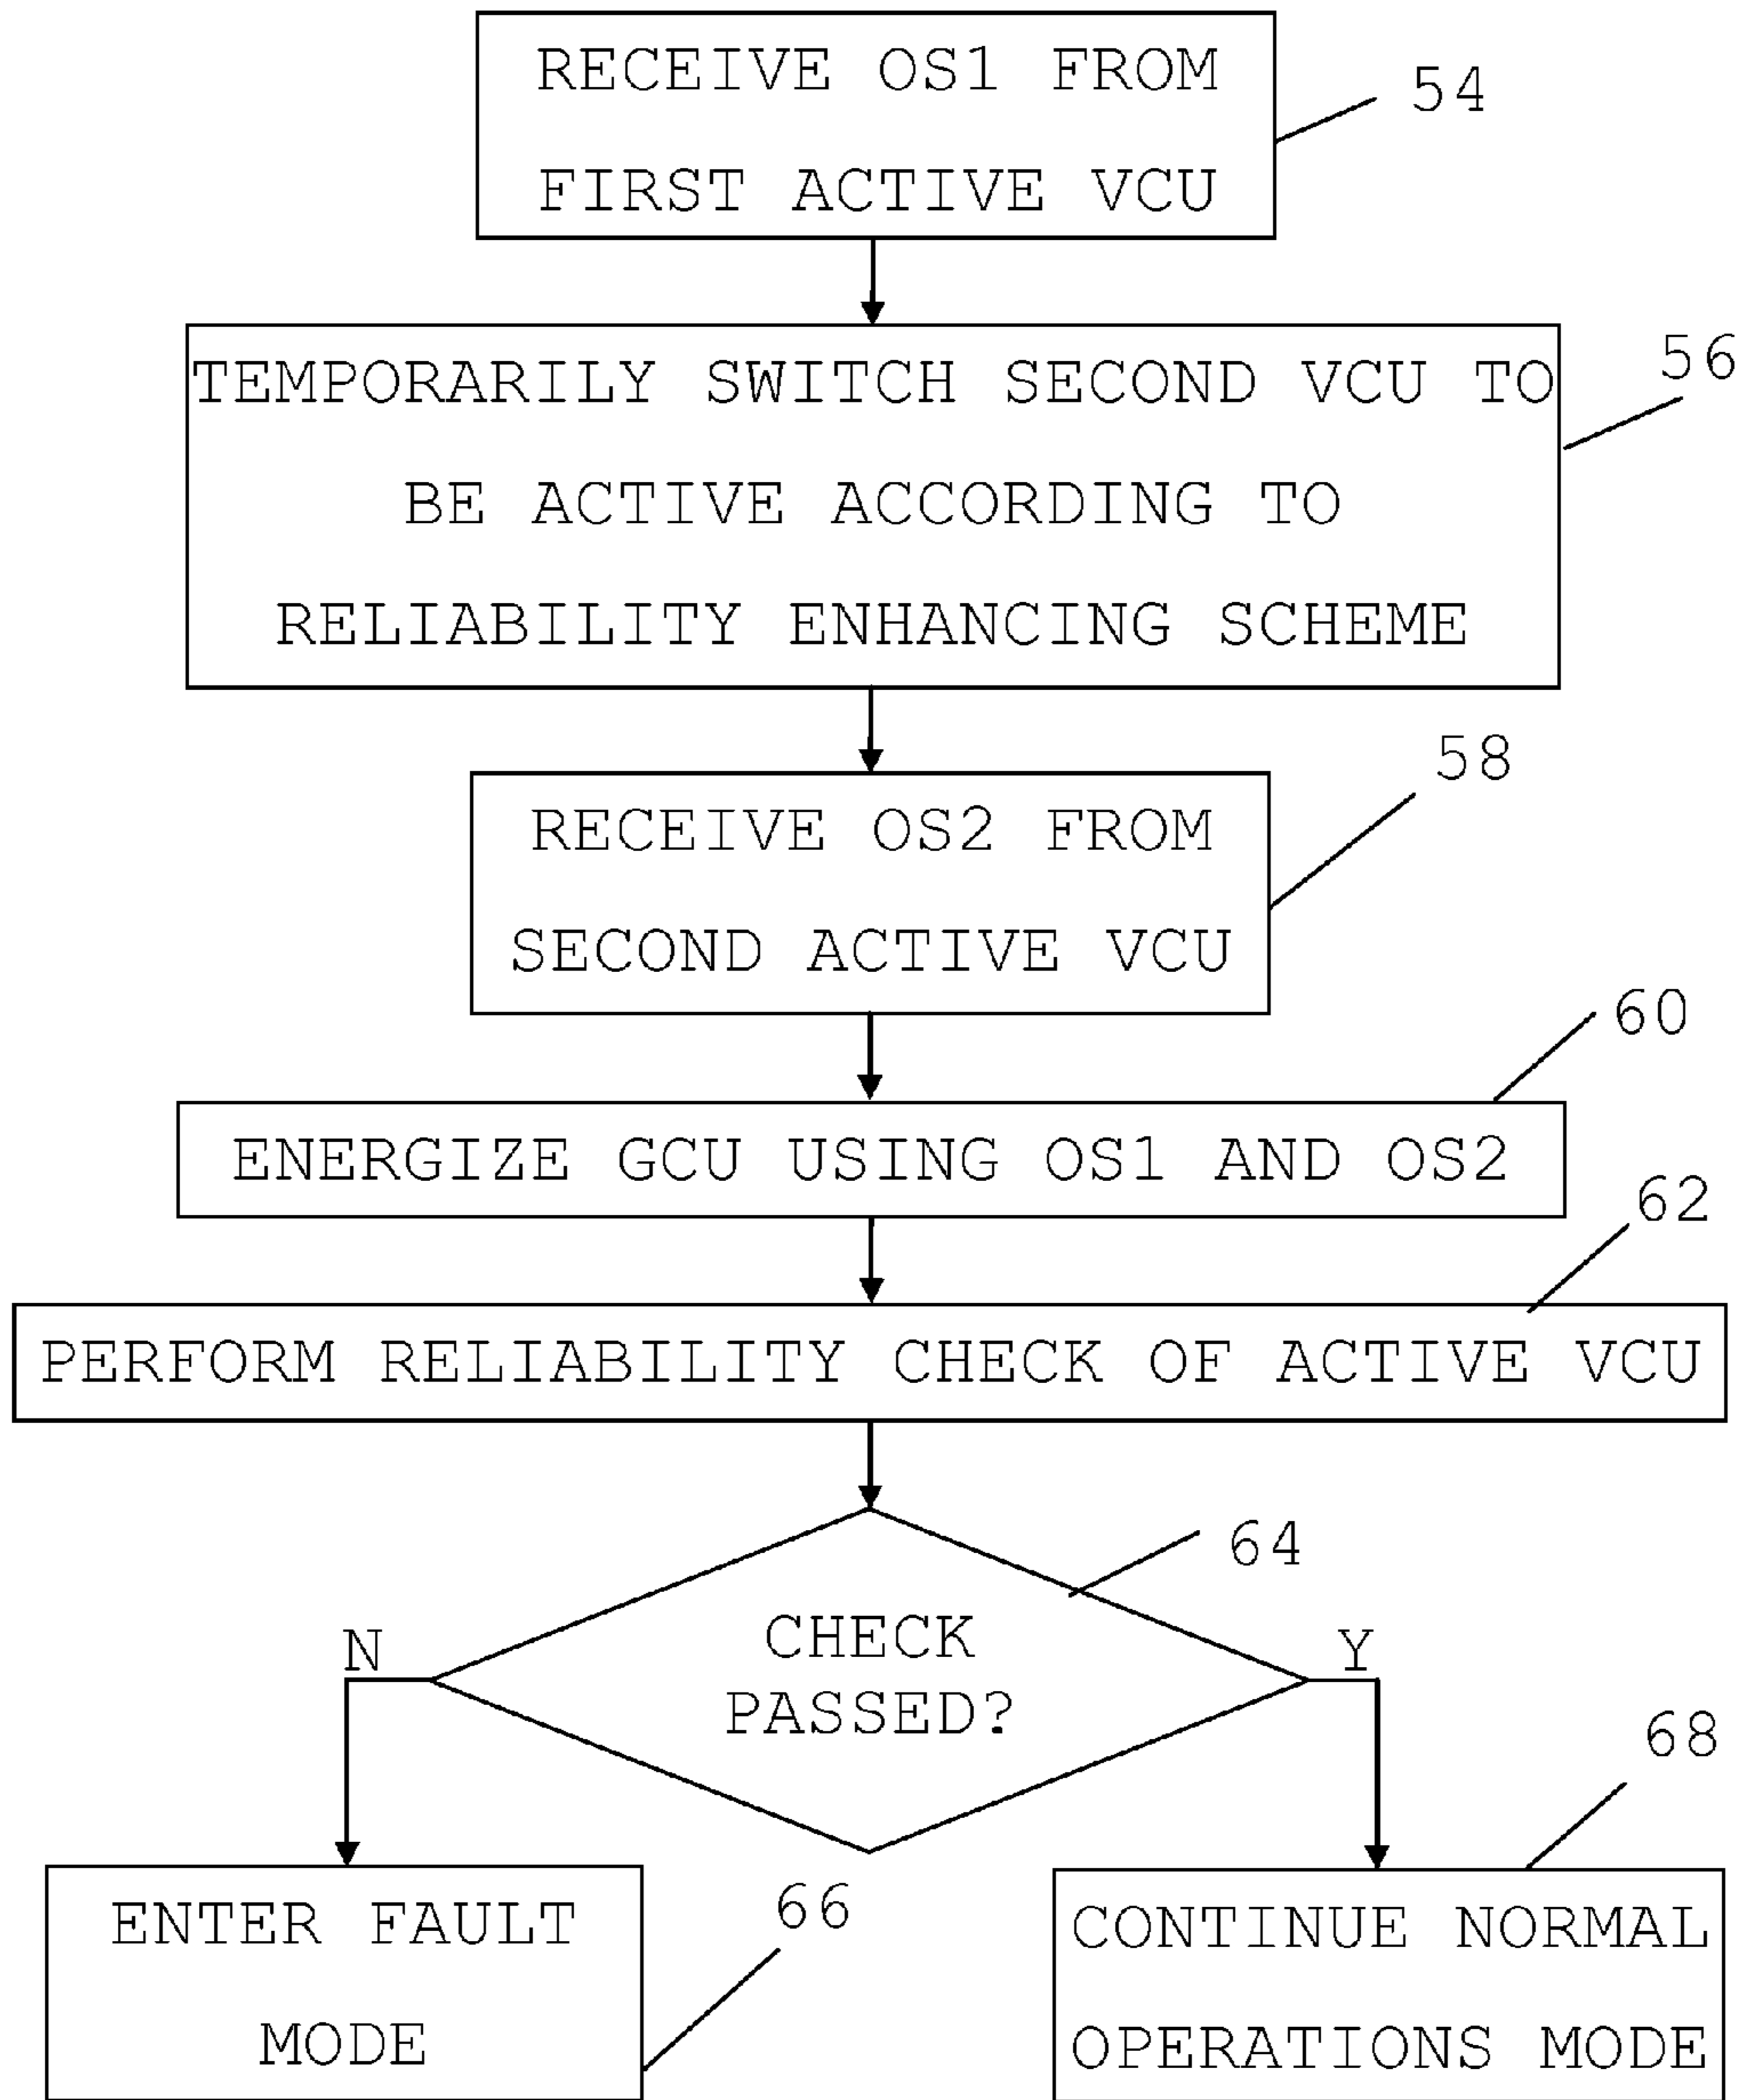 RECEIVE OS1 FROM
FIRST ACTIVE VCU
54
TEMPORARILY SWITCH SECOND VCU TO
BE ACTIVE ACCORDING TO
RELIABILITY ENHANCING SCHEME
56
RECEIVE OS2 FROM
SECOND ACTIVE VCU
58
ENERGIZE GCU USING OS1 AND OS2
60
PERFORM RELIABILITY CHECK OF ACTIVE VCU
62
CHECK
PASSED?
64
N
Y
ENTER FAULT
MODE
66
CONTINUE NORMAL
OPERATIONS MODE
68